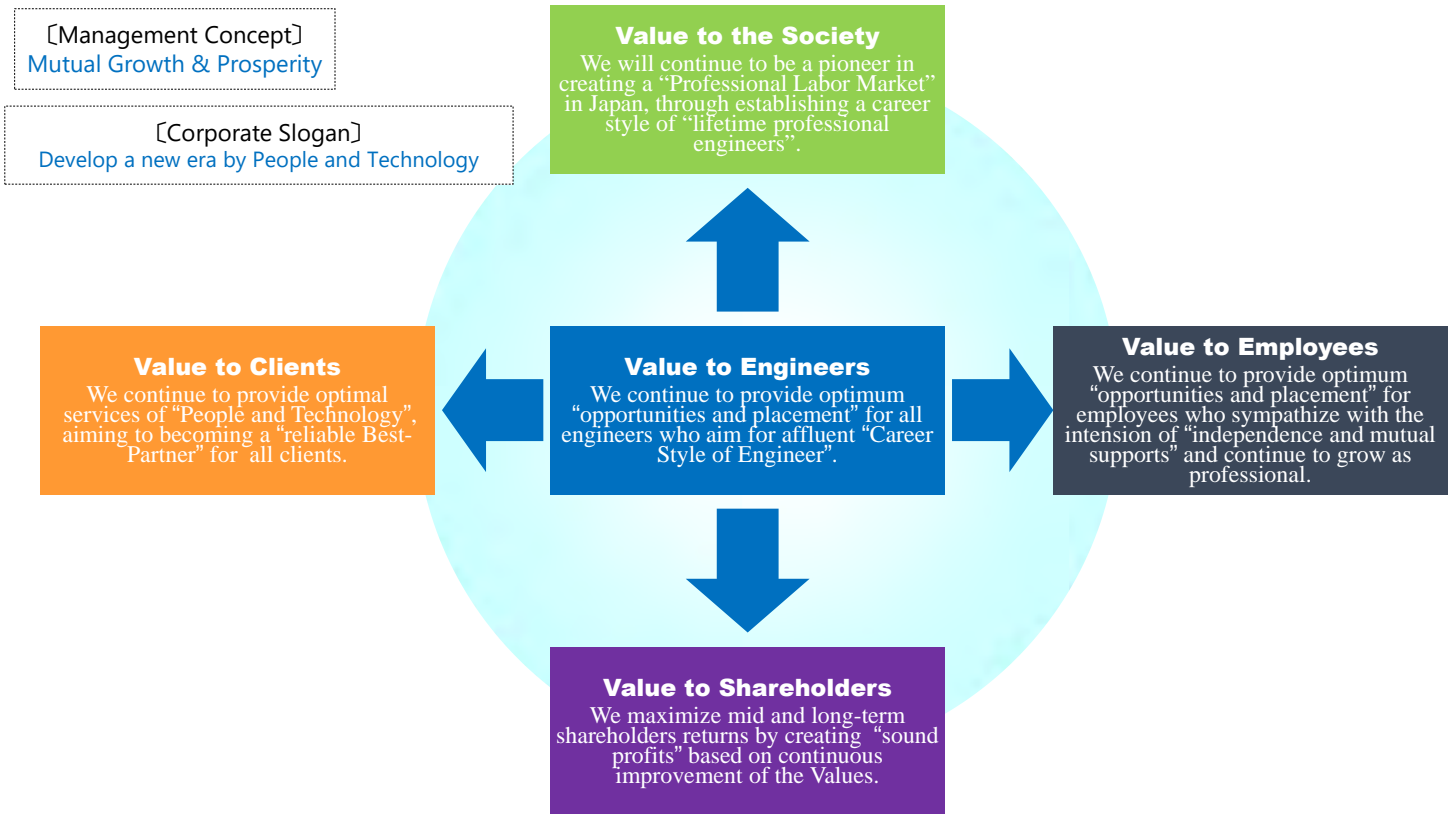 〔Management Concept〕
Mutual Growth & Prosperity
〔Corporate Slogan〕
Develop a new era by People and Technology
Value to the Society
We will continue to be a pioneer in
creating a “Professional Labor Market”
in Japan, through establishing a career
style of “lifetime professional
engineers”.
Value to Clients
We continue to provide optimal
services of “People and Technology”,
aiming to becoming a “reliable Best-
Partner” for all clients.
Value to Engineers
We continue to provide optimum
“opportunities and placement” for all
engineers who aim for affluent “Career
Style of Engineer”.
Value to Employees
We continue to provide optimum
“opportunities and placement” for
employees who sympathize with the
intension of “independence and mutual
supports” and continue to grow as
professional.
Value to Shareholders
We maximize mid and long-term
shareholders returns by creating “sound
profits” based on continuous
improvement of the Values.